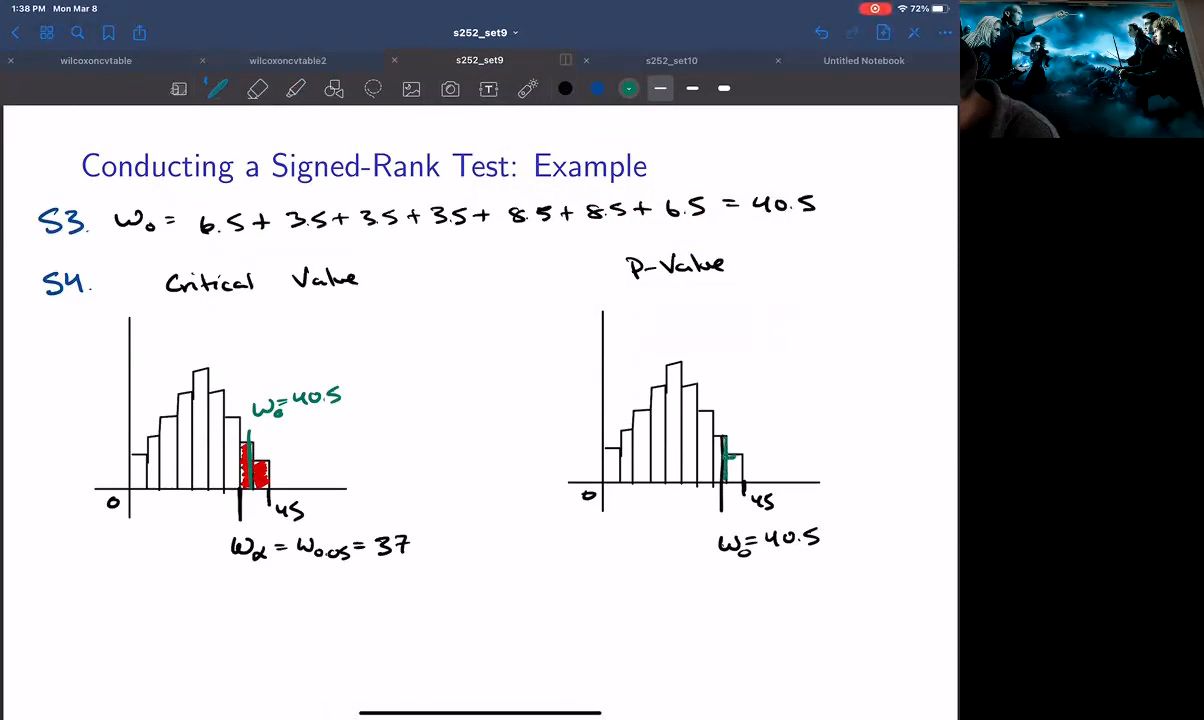 1:38 PM Mon Mar 8
72%
s252_set9
wilcoxoncvtable
wilcoxoncvtable2
s252_set9
s252_set10
Untitled Notebook
Conducting a Signed-Rank Test: Example
S3. W₀ = 6.5 + 3.5 + 3.5 + 3.5 + 8.5 + 8.5 + 6.5 = 40.5
S4. Critical Value
P-Value
W₀ = 40.5
0
45
Wα = W0.05 = 37
0
45
W₀ = 40.5